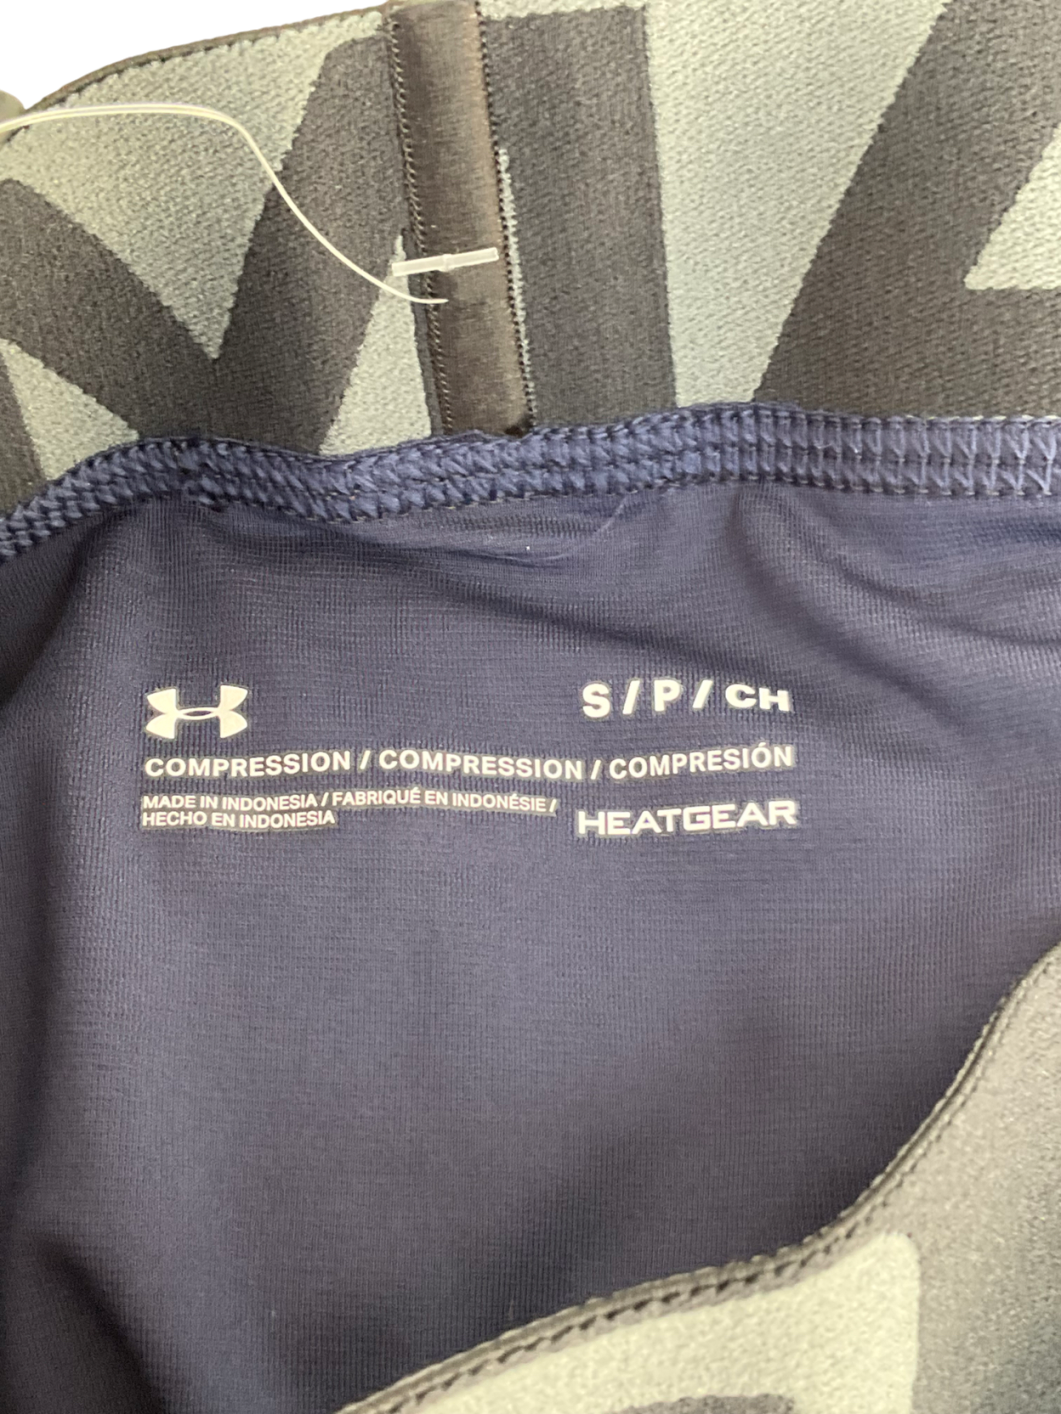 S / P / CH
COMPRESSION / COMPRESSION / COMPRESIÓN
MADE IN INDONESIA / FABRIQUÉ EN INDONÉSIE /
HECHO EN INDONESIA
HEATGEAR